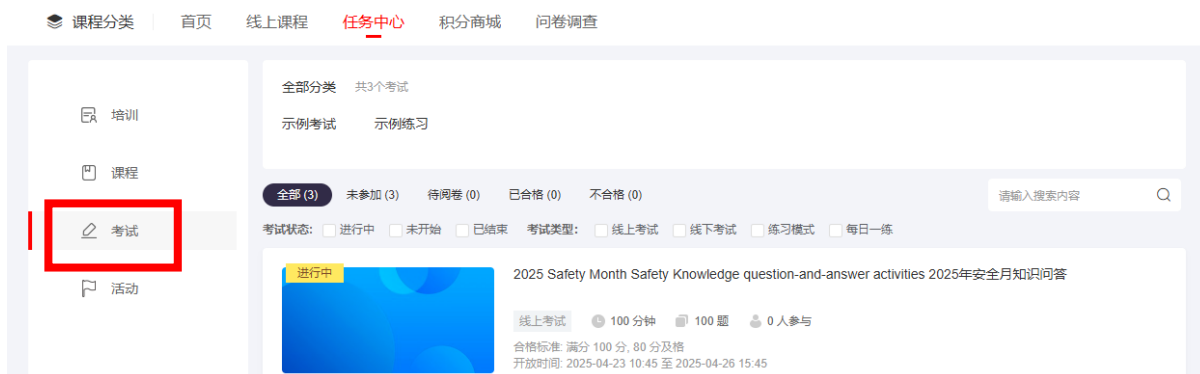 课程分类 首页 线上课程 任务中心 积分商城 问卷调查
培训
课程
考试
活动
全部分类 共3个考试
示例考试 示例练习
全部 (3) 未参加 (3) 待阅卷 (0) 已合格 (0) 不合格 (0) 请输入搜索内容
考试状态: 进行中 未开始 已结束 考试类型: 线上考试 线下考试 练习模式 每日一练
进行中
2025 Safety Month Safety Knowledge question-and-answer activities 2025年安全月知识问答
线上考试 100 分钟 100 题 0 人参与
合格标准: 满分 100 分, 80 分及格
开放时间: 2025-04-23 10:45 至 2025-04-26 15:45